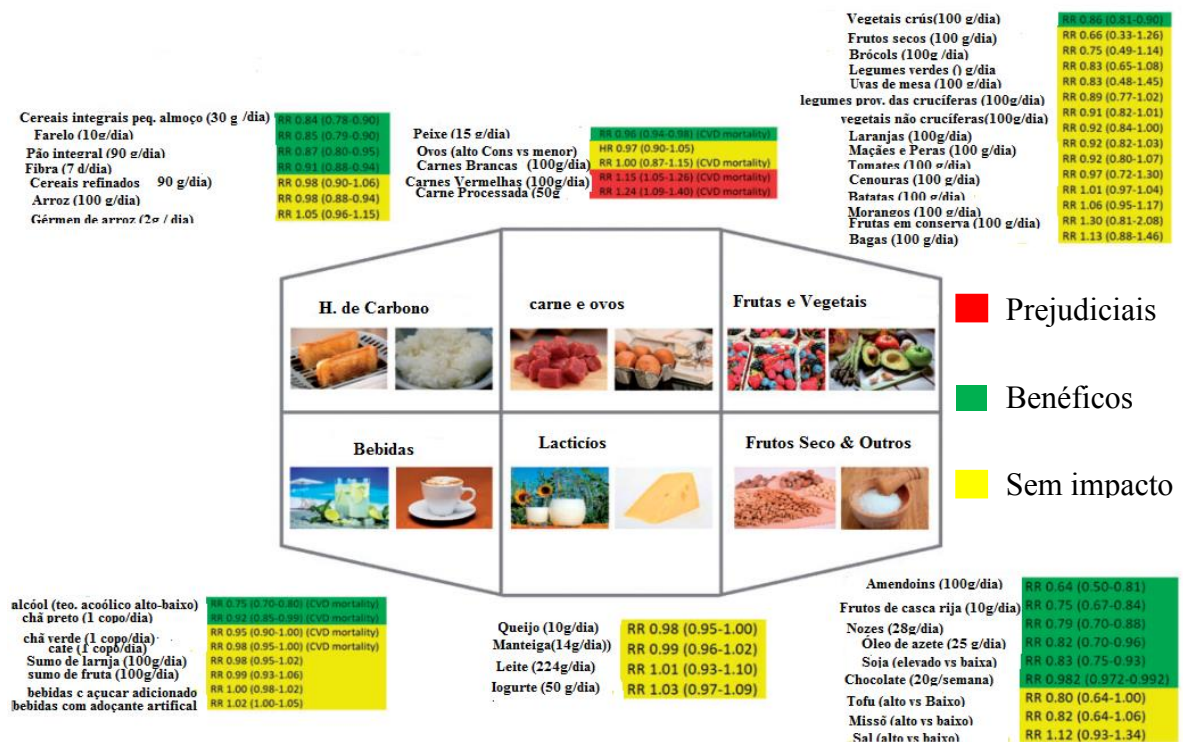 Cereais integrais peq. almoço (30 g /dia) RR 0.84 (0.78-0.90)
Farelo (10g/dia) RR 0.85 (0.79-0.90)
Pão integral (90 g/dia) RR 0.87 (0.80-0.95)
Fibra (7 d/dia) RR 0.91 (0.88-0.94)
Cereais refinados 90 g/dia) RR 0.98 (0.90-1.06)
Arroz (100 g/dia) RR 0.98 (0.88-0.94)
Gérmen de arroz (2g / dia) RR 1.05 (0.96-1.15)
Peixe (15 g/dia) RR 0.96 (0.94-0.98) (CVD mortality)
Ovos (alto Cons vs menor) HR 0.97 (0.90-1.05)
Carnes Brancas (100g/dia) RR 1.00 (0.87-1.15) (CVD mortality)
Carnes Vermelhas (100g/dia) RR 1.15 (1.05-1.26) (CVD mortality)
Carne Processada (50g RR 1.24 (1.09-1.40) (CVD mortality)
Vegetais crús(100 g/dia) RR 0.86 (0.81-0.90)
Frutos secos (100 g/dia) RR 0.66 (0.33-1.26)
Brócols (100g /dia) RR 0.75 (0.49-1.14)
Legumes verdes () g/dia RR 0.83 (0.65-1.08)
Uvas de mesa (100 g/dia) RR 0.83 (0.48-1.45)
legumes prov. das crucíferas (100g/dia) RR 0.89 (0.77-1.02)
vegetais não crucíferas(100g/dia) RR 0.91 (0.82-1.01)
Laranjas (100g/dia) RR 0.92 (0.84-1.00)
Maçães e Peras (100 g/dia) RR 0.92 (0.82-1.03)
Tomates (100 g/dia) RR 0.92 (0.80-1.07)
Cenouras (100 g/dia) RR 0.97 (0.72-1.30)
Batatas (100 g/dia) RR 1.01 (0.97-1.04)
Morangos (100 g/dia) RR 1.06 (0.95-1.17)
Frutas em conserva (100 g/dia) RR 1.30 (0.81-2.08)
Bagas (100 g/dia) RR 1.13 (0.88-1.46)
H. de Carbono
carne e ovos
Frutas e Vegetais
Prejudiciais
Benéficos
Sem impacto
Bebidas
Lacticíos
Frutos Seco & Outros
alcóol (teo. acoólico alto-baixo) RR 0.75 (0.70-0.80) (CVD mortality)
chã preto (1 copo/dia) RR 0.92 (0.85-0.99) (CVD mortality)
chã verde (1 copo/dia) RR 0.95 (0.90-1.00) (CVD mortality)
cate (1 copo/dia) RR 0.98 (0.95-1.00) (CVD mortality)
Sumo de larnja (100g/dia) RR 0.98 (0.95-1.02)
sumo de fruta (100g/dia) RR 0.99 (0.93-1.06)
bebidas c açucar adicionado RR 1.00 (0.98-1.02)
bebidas com adoçante artifical RR 1.02 (1.00-1.05)
Queijo (10g/dia) RR 0.98 (0.95-1.00)
Manteiga(14g/dia)) RR 0.99 (0.96-1.02)
Leite (224g/dia) RR 1.01 (0.93-1.10)
Iogurte (50 g/dia) RR 1.03 (0.97-1.09)
Amendoins (100g/dia) RR 0.64 (0.50-0.81)
Frutos de casca rija (10g/dia) RR 0.75 (0.67-0.84)
Nozes (28g/dia) RR 0.79 (0.70-0.88)
Óleo de azete (25 g/dia) RR 0.82 (0.70-0.96)
Soja (elevado vs baixa) RR 0.83 (0.75-0.93)
Chocolate (20g/semana) RR 0.982 (0.972-0.992)
Tofu (alto vs Baixo) RR 0.80 (0.64-1.00)
Missõ (alto vs baixo) RR 0.82 (0.64-1.06)
Sal (alto vs baixo) RR 1.12 (0.93-1.34)